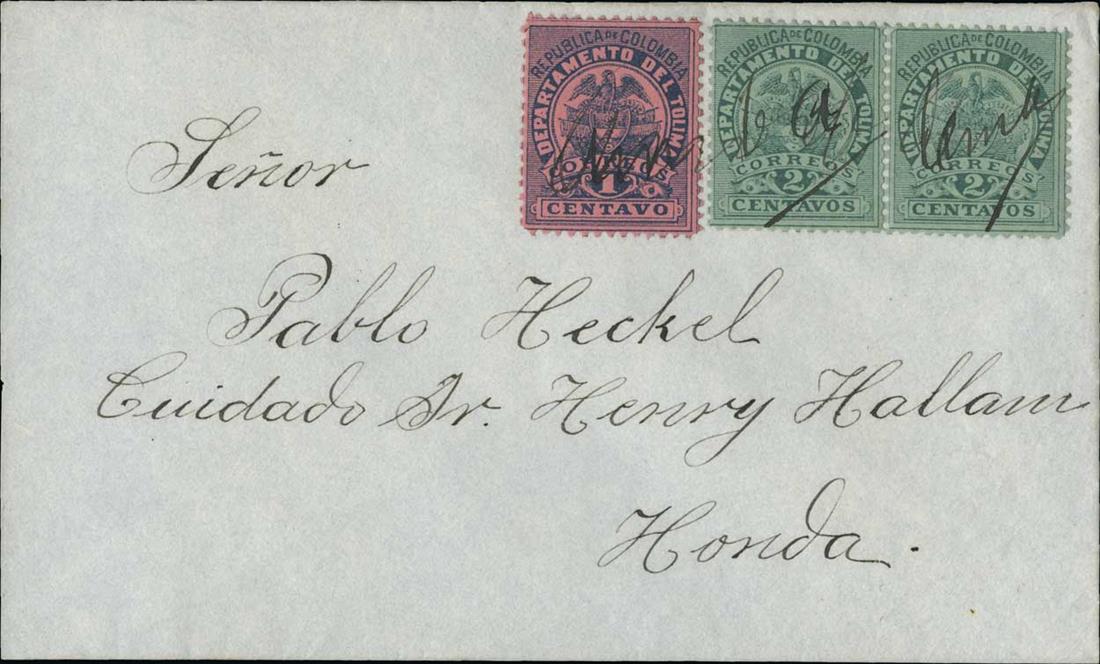 REPUBLICA DE COLOMBIA
DEPARTAMENTO DEL TOLIMA
CORREOS
1
CENTAVO
REPUBLICA DE COLOMBIA
DEPARTAMENTO DEL TOLIMA
CORREOS
2
CENTAVOS
REPUBLICA DE COLOMBIA
DEPARTAMENTO DEL TOLIMA
CORREOS
2
CENTAVOS
Señor
Pablo Heckel
Cuidado Sr. Henry Hallam
Honda.